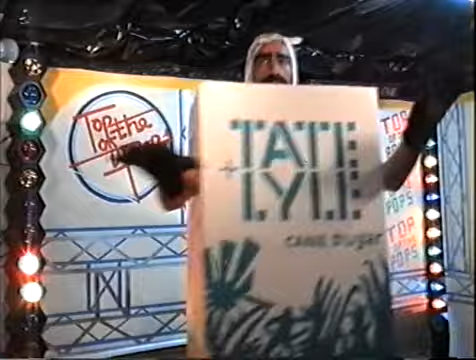 Top of the
TATE
+
LYLE
CANE Sugar
TOP
POPS
TOP
POPS